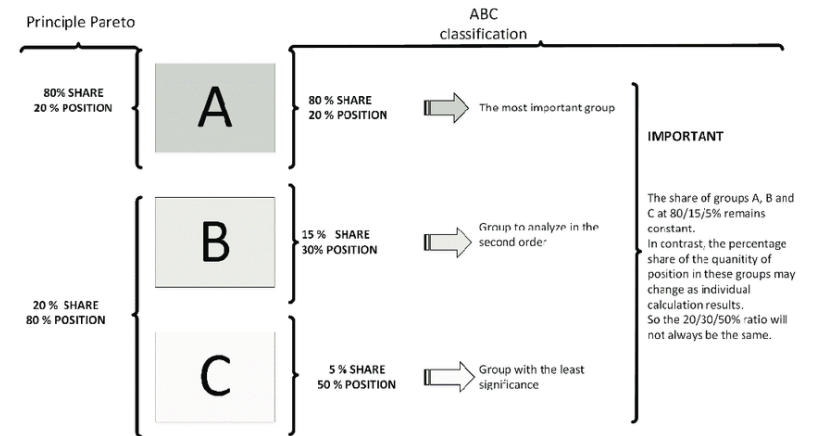 Principle Pareto
ABC
classification
80% SHARE
20 % POSITION
A
80 % SHARE
20 % POSITION
The most important group
IMPORTANT
B
15 % SHARE
30% POSITION
Group to analyze in the
second order
The share of groups A, B and
C at 80/15/5% remains
constant.
In contrast, the percentage
share of the quanitity of
position in these groups may
change as individual
calculation results.
So the 20/30/50% ratio will
not always be the same.
20 % SHARE
80 % POSITION
C
5 % SHARE
50 % POSITION
Group with the least
significance